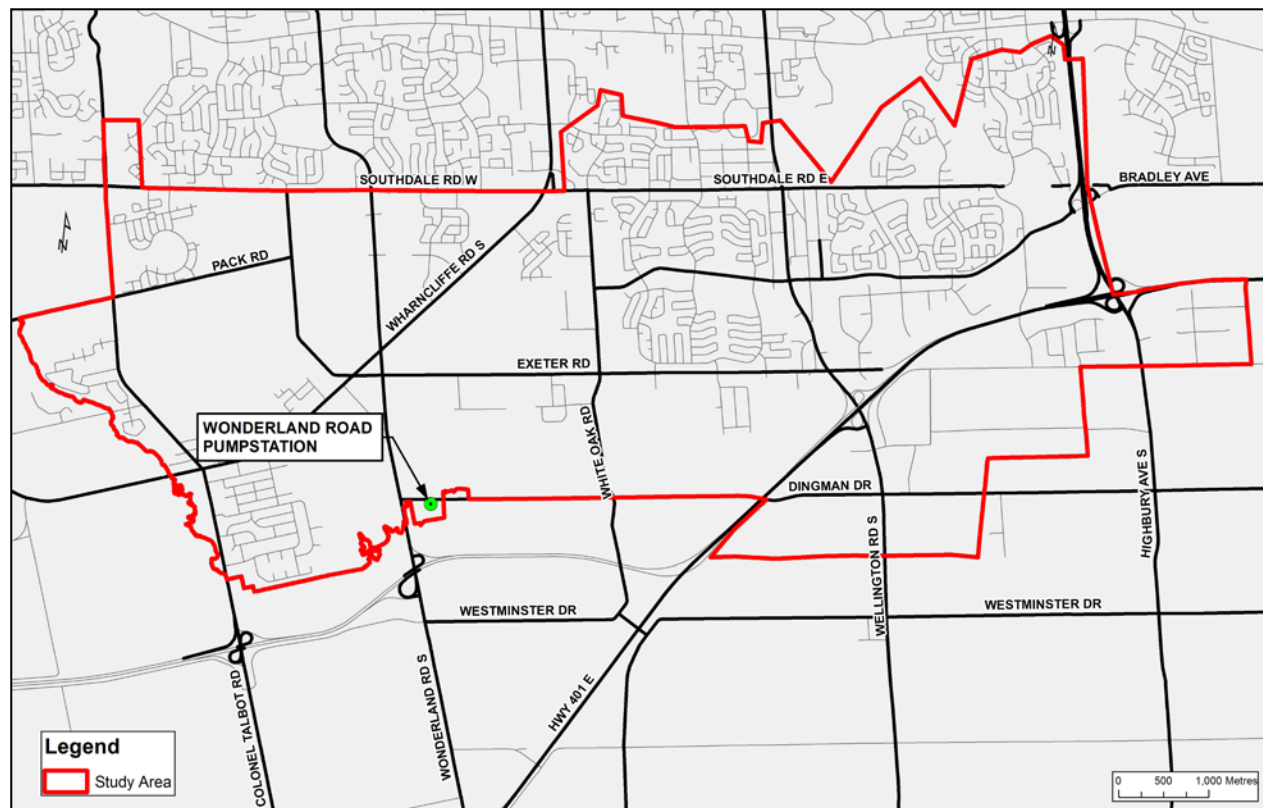 SOUTHDALE RD W
SOUTHDALE RD E
BRADLEY AVE
N
N
PACK RD
WHARNCLIFFE RD S
EXETER RD
WONDERLAND ROAD
PUMPSTATION
WHITE OAK RD
DINGMAN DR
HIGHBURY AVE S
WELLINGTON RD S
WESTMINSTER DR
WESTMINSTER DR
COLONEL TALBOT RD
WONDERLAND RD S
HWY 401 E
Legend
Study Area
0 500 1,000 Metres